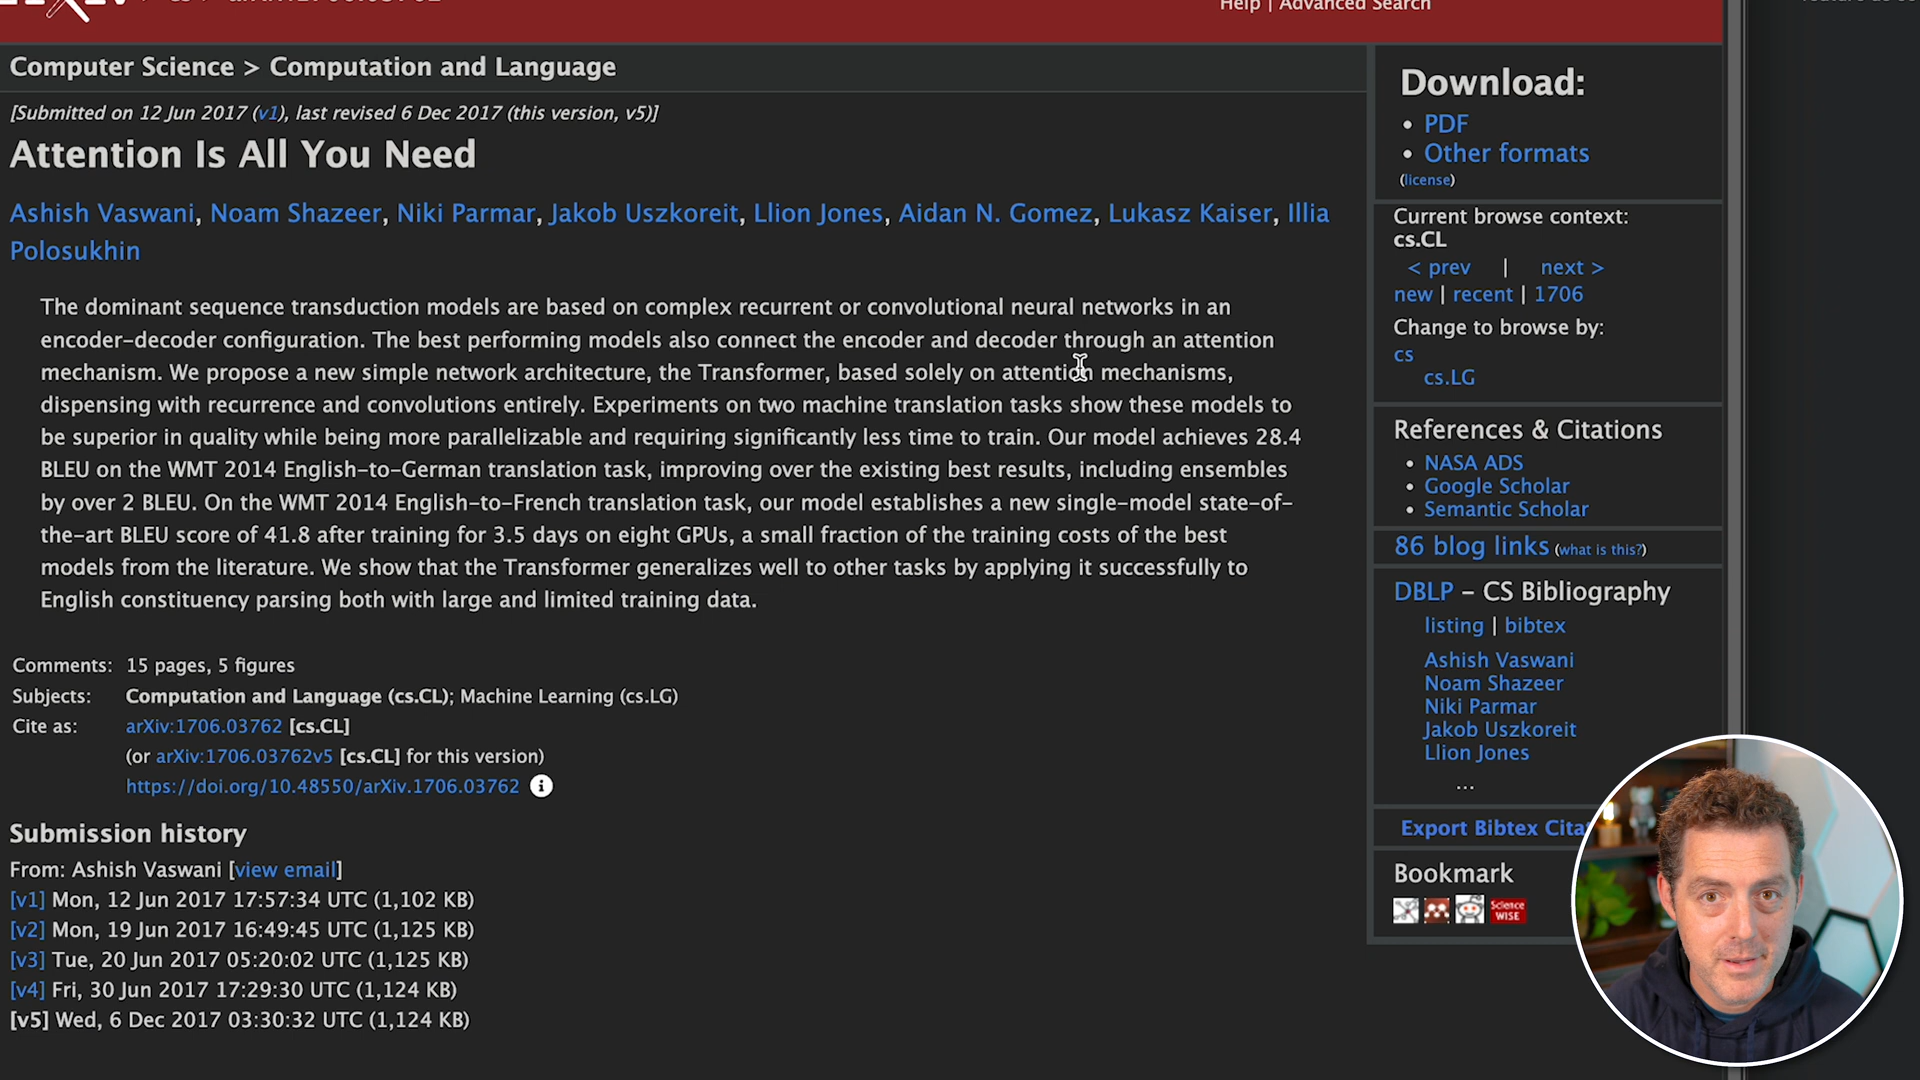 Help | Advanced Search
Computer Science > Computation and Language
[Submitted on 12 Jun 2017 (v1), last revised 6 Dec 2017 (this version, v5)]
Attention Is All You Need
Ashish Vaswani, Noam Shazeer, Niki Parmar, Jakob Uszkoreit, Llion Jones, Aidan N. Gomez, Lukasz Kaiser, Illia
Polosukhin
The dominant sequence transduction models are based on complex recurrent or convolutional neural networks in an
encoder-decoder configuration. The best performing models also connect the encoder and decoder through an attention
mechanism. We propose a new simple network architecture, the Transformer, based solely on attention mechanisms,
dispensing with recurrence and convolutions entirely. Experiments on two machine translation tasks show these models to
be superior in quality while being more parallelizable and requiring significantly less time to train. Our model achieves 28.4
BLEU on the WMT 2014 English-to-German translation task, improving over the existing best results, including ensembles
by over 2 BLEU. On the WMT 2014 English-to-French translation task, our model establishes a new single-model state-of-
the-art BLEU score of 41.8 after training for 3.5 days on eight GPUs, a small fraction of the training costs of the best
models from the literature. We show that the Transformer generalizes well to other tasks by applying it successfully to
English constituency parsing both with large and limited training data.
Comments: 15 pages, 5 figures
Subjects: Computation and Language (cs.CL); Machine Learning (cs.LG)
Cite as: arXiv:1706.03762 [cs.CL]
(or arXiv:1706.03762v5 [cs.CL] for this version)
https://doi.org/10.48550/arXiv.1706.03762
Submission history
From: Ashish Vaswani [view email]
[v1] Mon, 12 Jun 2017 17:57:34 UTC (1,102 KB)
[v2] Mon, 19 Jun 2017 16:49:45 UTC (1,125 KB)
[v3] Tue, 20 Jun 2017 05:20:02 UTC (1,125 KB)
[v4] Fri, 30 Jun 2017 17:29:30 UTC (1,124 KB)
[v5] Wed, 6 Dec 2017 03:30:32 UTC (1,124 KB)
Download:
• PDF
• Other formats
(license)
Current browse context:
cs.CL
< prev | next >
new | recent | 1706
Change to browse by:
cs
cs.LG
References & Citations
• NASA ADS
• Google Scholar
• Semantic Scholar
86 blog links (what is this?)
DBLP - CS Bibliography
listing | bibtex
Ashish Vaswani
Noam Shazeer
Niki Parmar
Jakob Uszkoreit
Llion Jones
...
Export Bibtex Cita
Bookmark
Science
WISE